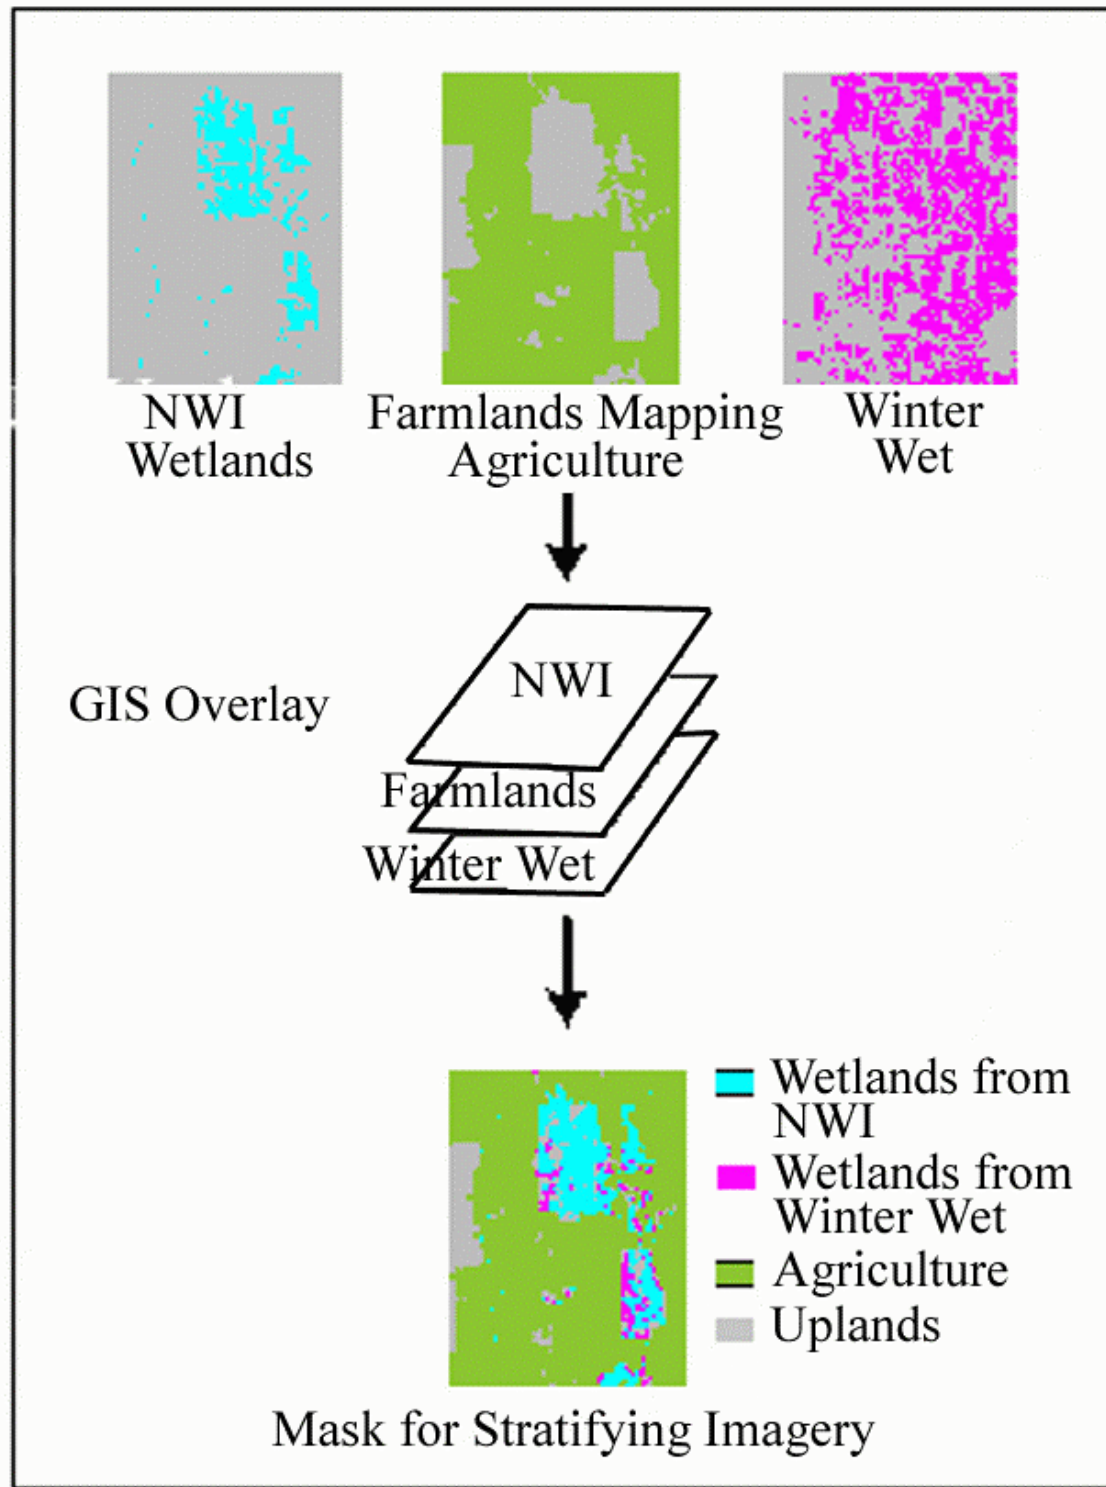 NWI
Wetlands
Farmlands Mapping
Agriculture
Winter
Wet
GIS Overlay
NWI
Farmlands
Winter Wet
Wetlands from
NWI
Wetlands from
Winter Wet
Agriculture
Uplands
Mask for Stratifying Imagery